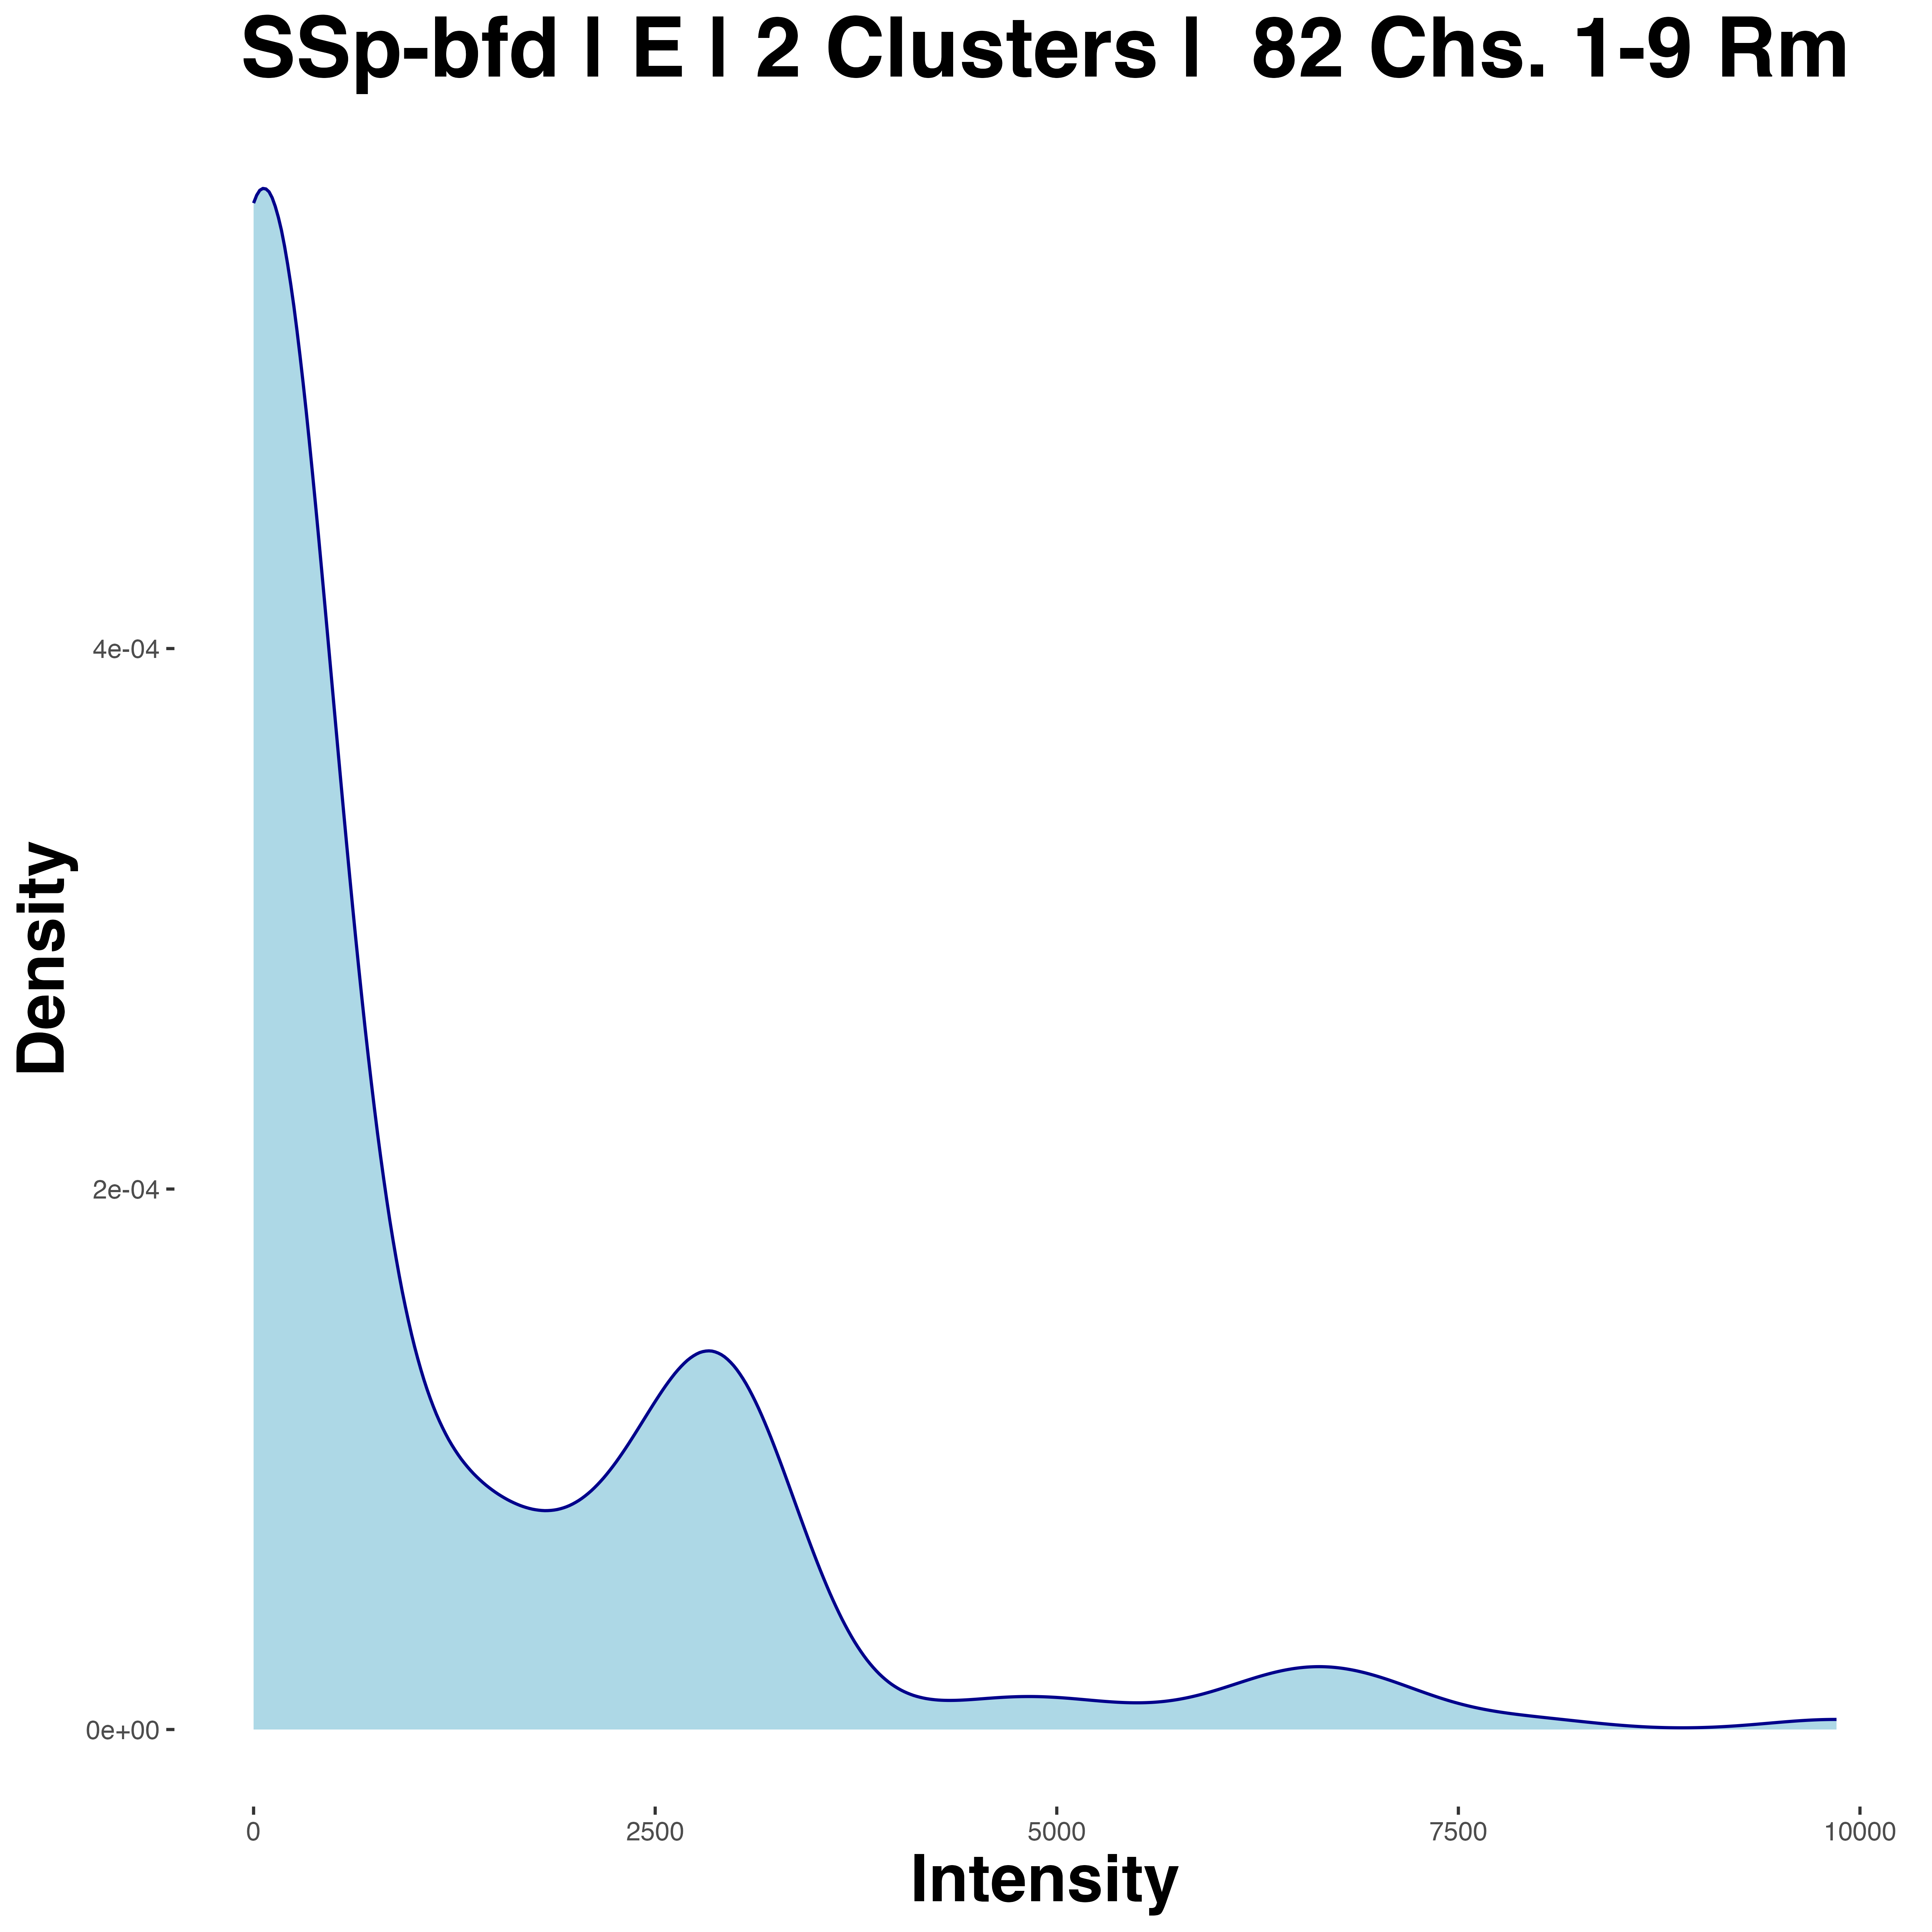 SSp-bfd | E | 2 Clusters |  82 Chs. 1-9 Rm
Density
4e-04
2e-04
0e+00
0
2500
5000
7500
10000
Intensity